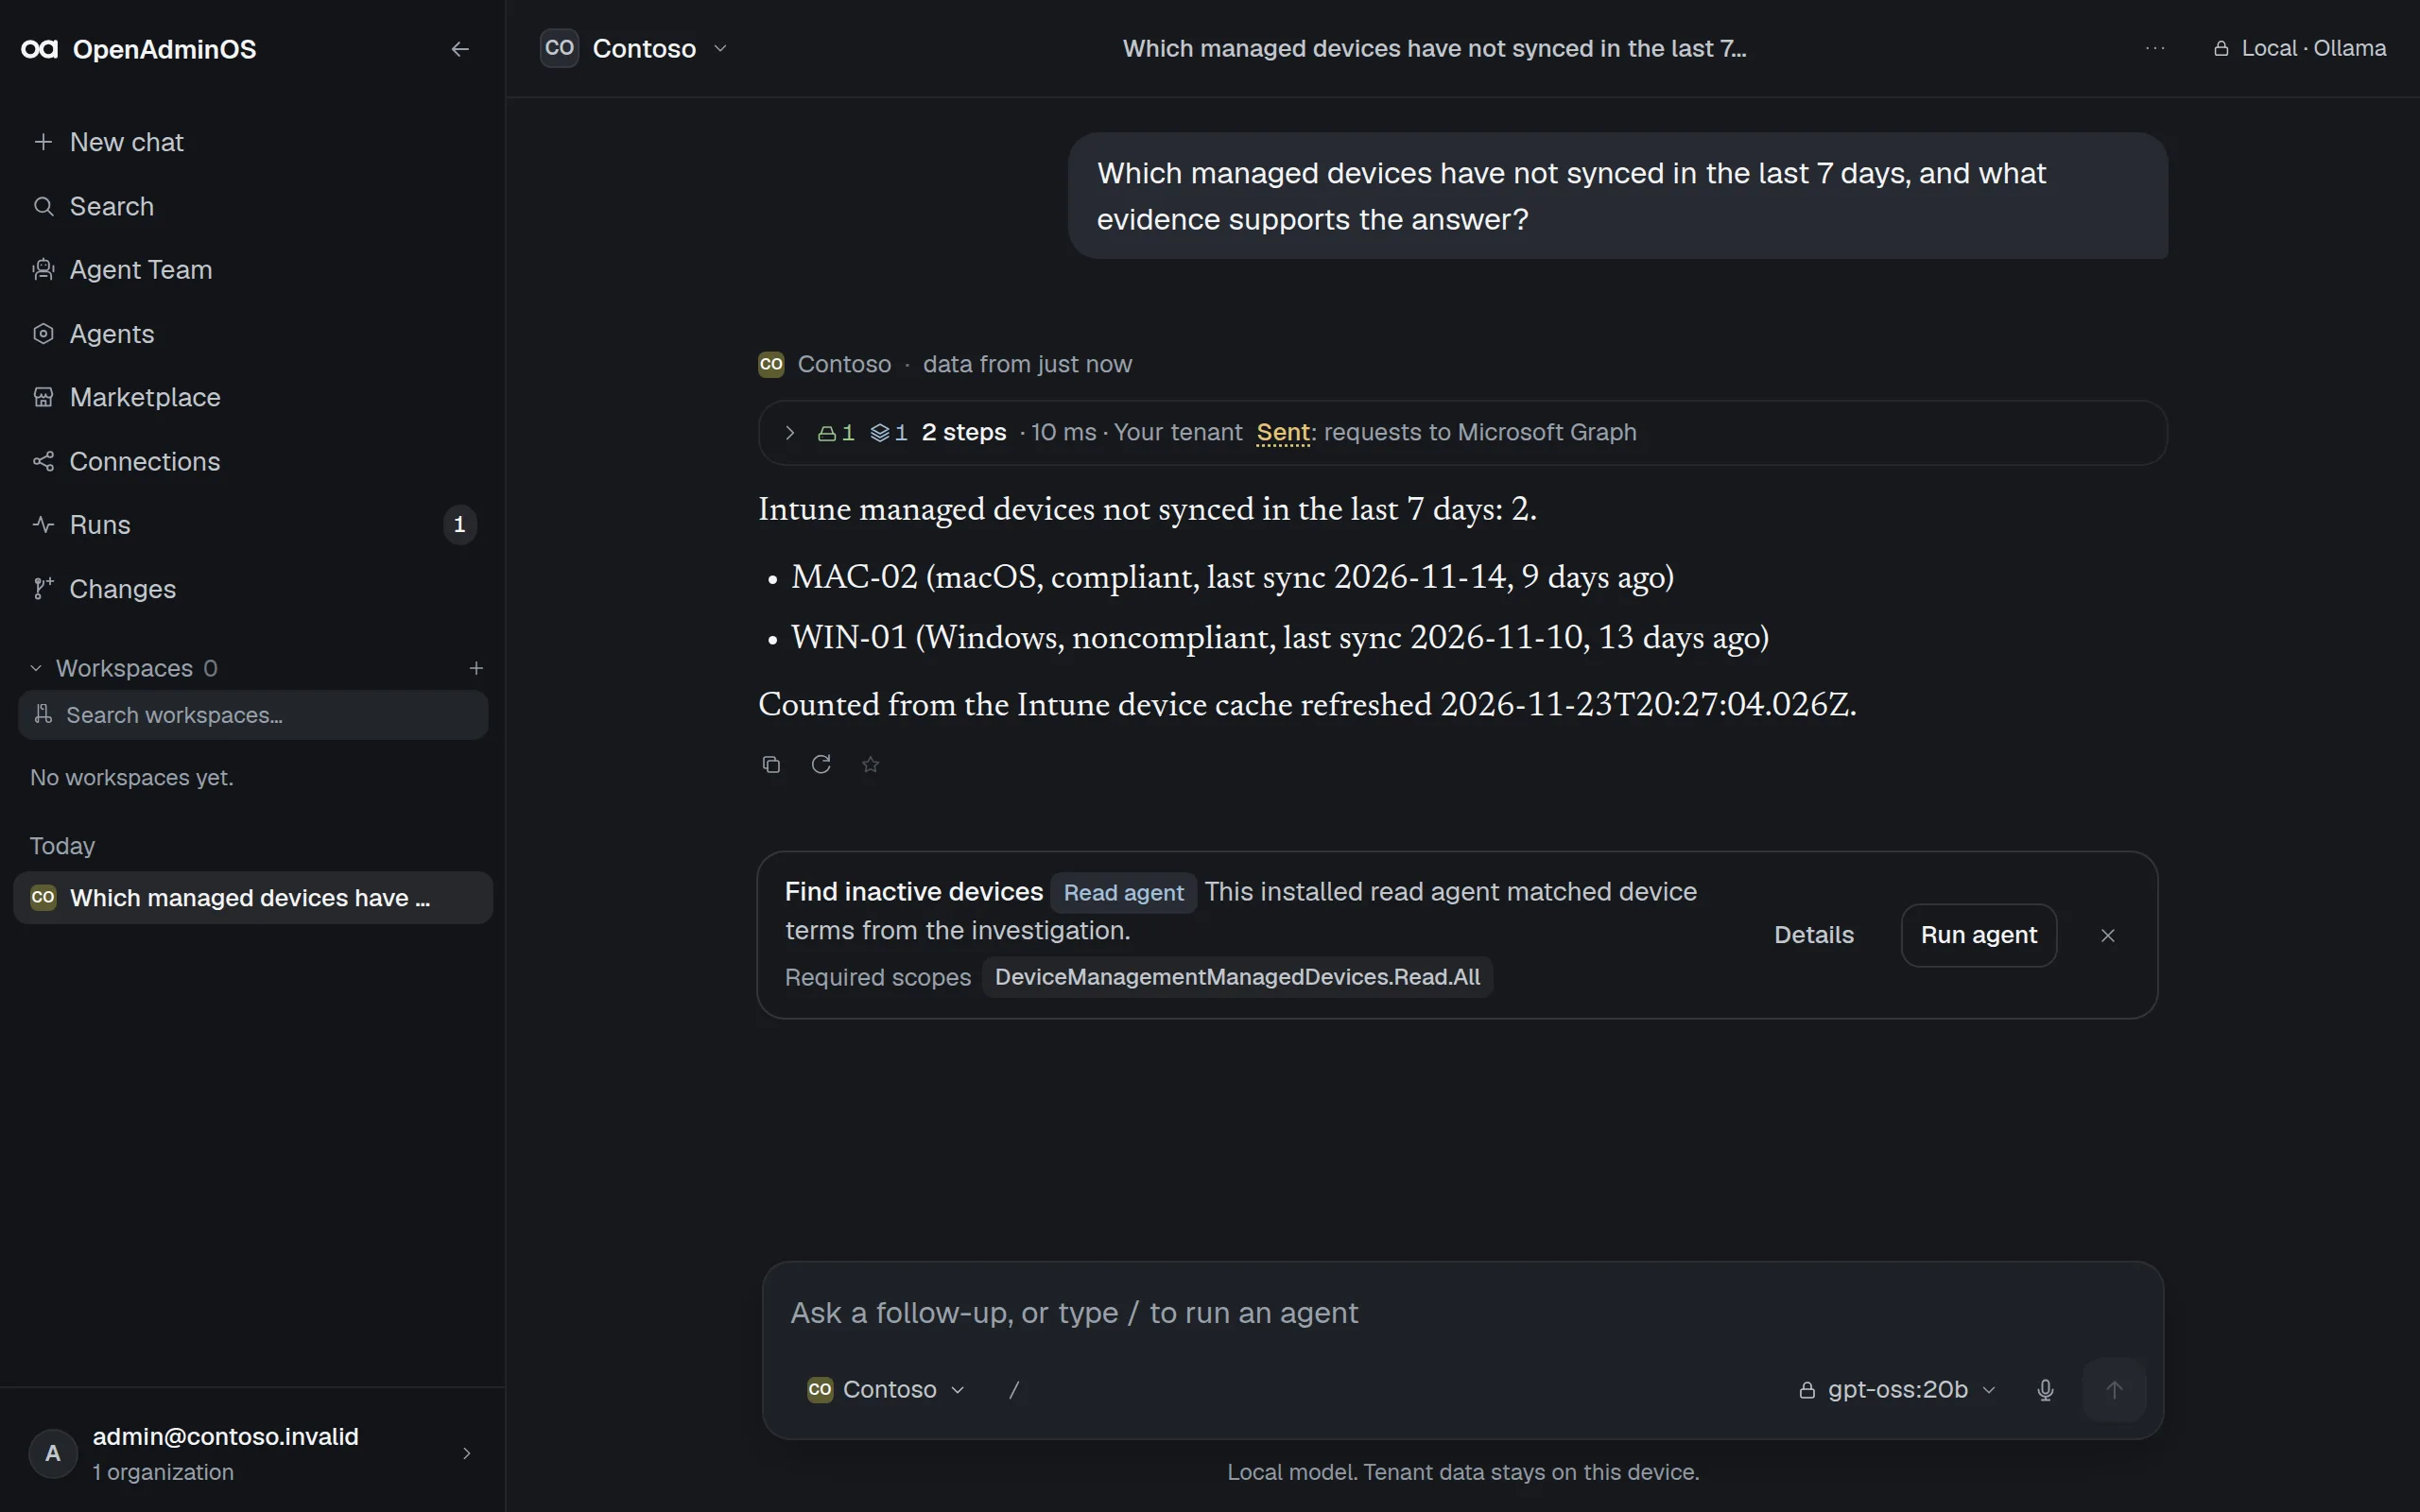 OpenAdminOS
New chat
Search
Agent Team
Agents
Marketplace
Connections
Runs 1
Changes
Workspaces 0
Search workspaces...
No workspaces yet.
Today
CO Which managed devices have ...
A admin@contoso.invalid
1 organization
CO Contoso
Which managed devices have not synced in the last 7...
Local · Ollama
Which managed devices have not synced in the last 7 days, and what
evidence supports the answer?
CO Contoso · data from just now
1 1 2 steps · 10 ms · Your tenant Sent: requests to Microsoft Graph
Intune managed devices not synced in the last 7 days: 2.
• MAC-02 (macOS, compliant, last sync 2026-11-14, 9 days ago)
• WIN-01 (Windows, noncompliant, last sync 2026-11-10, 13 days ago)
Counted from the Intune device cache refreshed 2026-11-23T20:27:04.026Z.
Find inactive devices Read agent This installed read agent matched device
terms from the investigation.
Required scopes DeviceManagementManagedDevices.Read.All
Details
Run agent
Ask a follow-up, or type / to run an agent
CO Contoso /
gpt-oss:20b
Local model. Tenant data stays on this device.